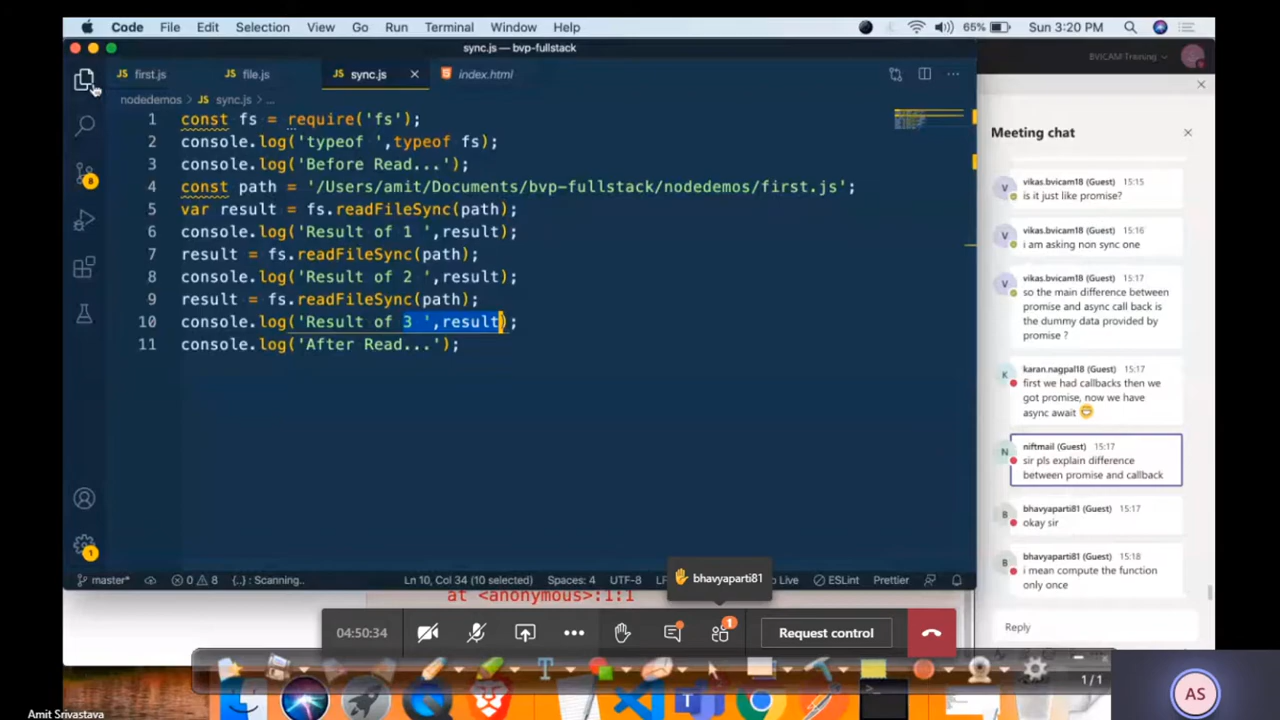 Code File Edit Selection View Go Run Terminal Window Help 65% Sun 3:20 PM
sync.js — bvp-fullstack
JS first.js JS file.js JS sync.js index.html
nodedemos > JS sync.js > ...
1 const fs = require('fs');
2 console.log('typeof ',typeof fs);
3 console.log('Before Read...');
4 const path = '/Users/amit/Documents/bvp-fullstack/nodedemos/first.js';
5 var result = fs.readFileSync(path);
6 console.log('Result of 1 ',result);
7 result = fs.readFileSync(path);
8 console.log('Result of 2 ',result);
9 result = fs.readFileSync(path);
10 console.log('Result of 3 ',result);
11 console.log('After Read...');
8
1
master* 0 8 {..} : Scanning.. Ln 10, Col 34 (10 selected) Spaces: 4 UTF-8 LF Live ESLint Prettier
bhavyaparti81
at <anonymous>:1:1
04:50:34 1 Request control
1/1
Amit Srivastava
AS
BVICAM Training
Meeting chat
V vikas.bvicam18 (Guest) 15:15
is it just like promise?
V vikas.bvicam18 (Guest) 15:16
i am asking non sync one
V vikas.bvicam18 (Guest) 15:17
so the main difference between
promise and async call back is
the dummy data provided by
promise ?
K karan.nagpal18 (Guest) 15:17
first we had callbacks then we
got promise, now we have
async await
N niftmail (Guest) 15:17
sir pls explain difference
between promise and callback
B bhavyaparti81 (Guest) 15:17
okay sir
B bhavyaparti81 (Guest) 15:18
i mean compute the function
only once
Reply